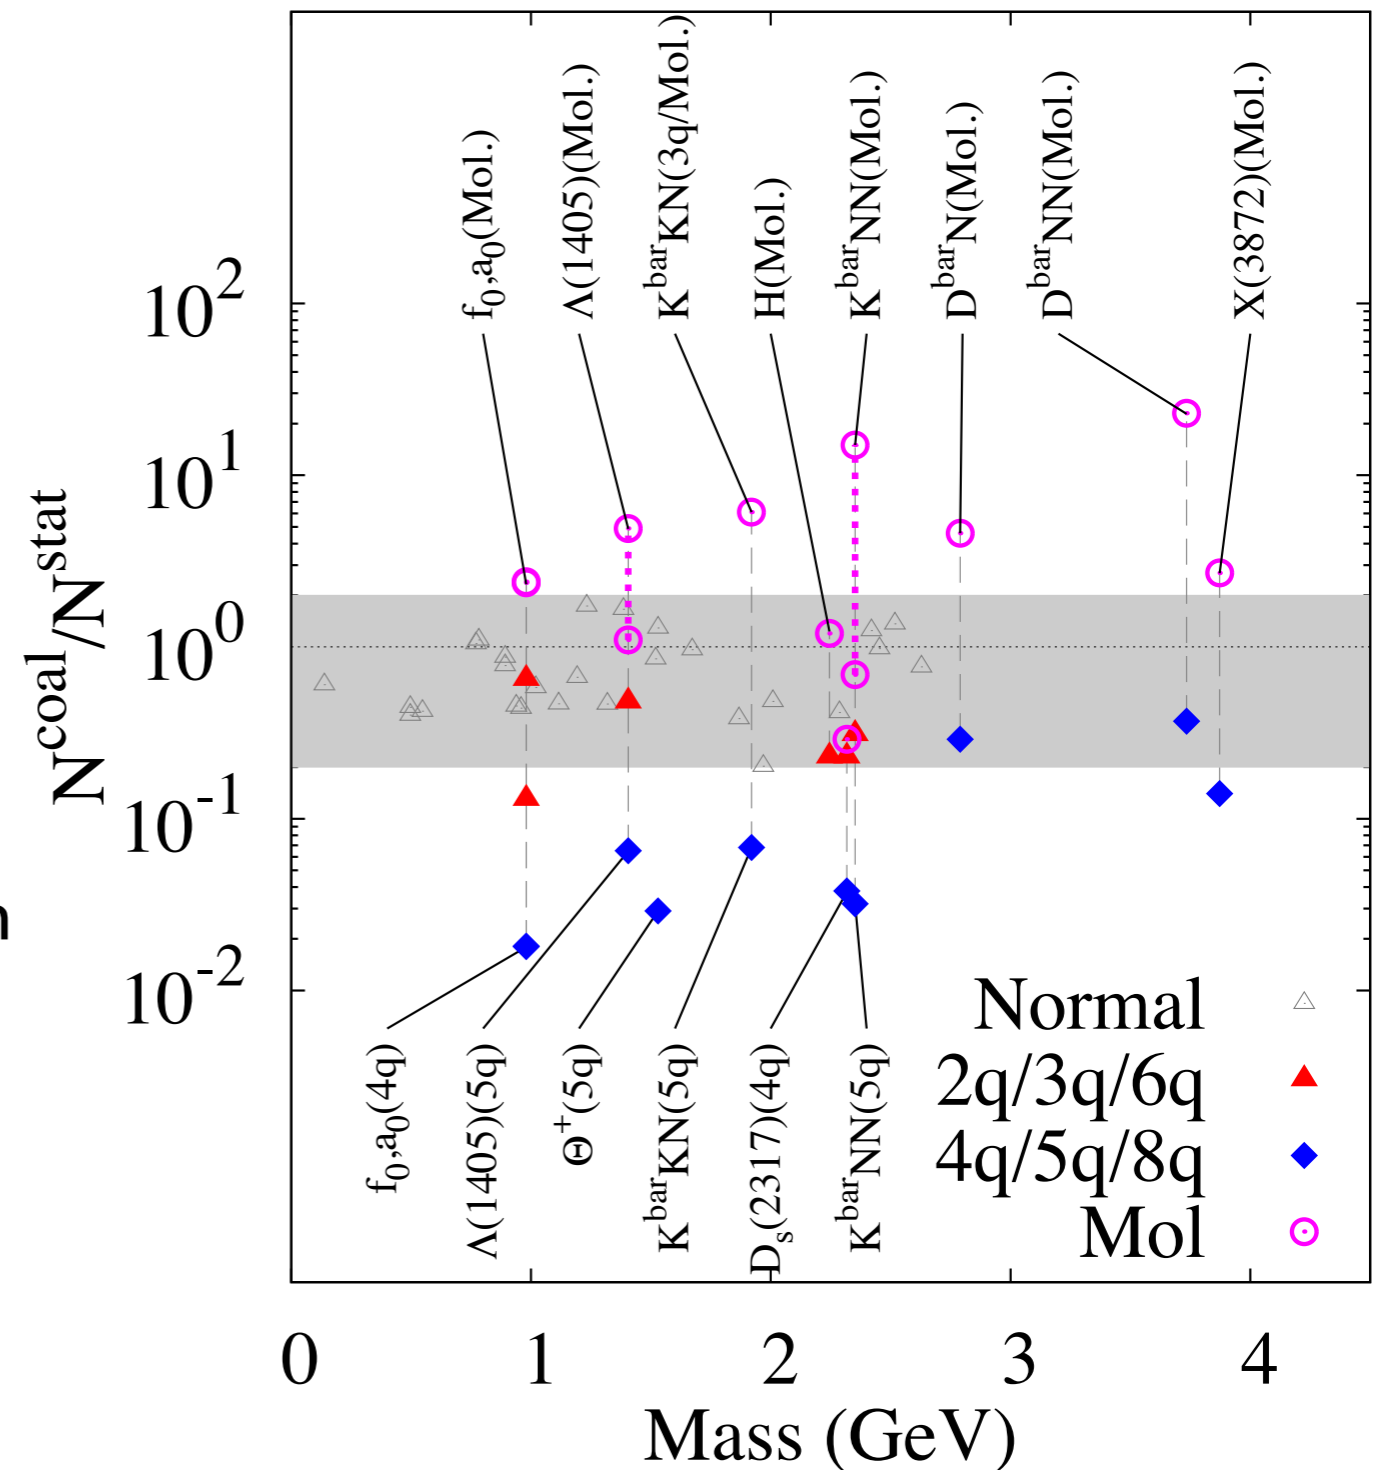 f0,a0(Mol.)
Λ(1405)(Mol.)
KbarKN(3q/Mol.)
H(Mol.)
KbarNN(Mol.)
DbarN(Mol.)
DbarNN(Mol.)
X(3872)(Mol.)
10^2
10^1
10^0
10^-1
10^-2
Ncoal/Nstat
f0,a0(4q)
Λ(1405)(5q)
Θ+(5q)
KbarKN(5q)
Ds(2317)(4q)
KbarNN(5q)
Normal
2q/3q/6q
4q/5q/8q
Mol
0 1 2 3 4
Mass (GeV)